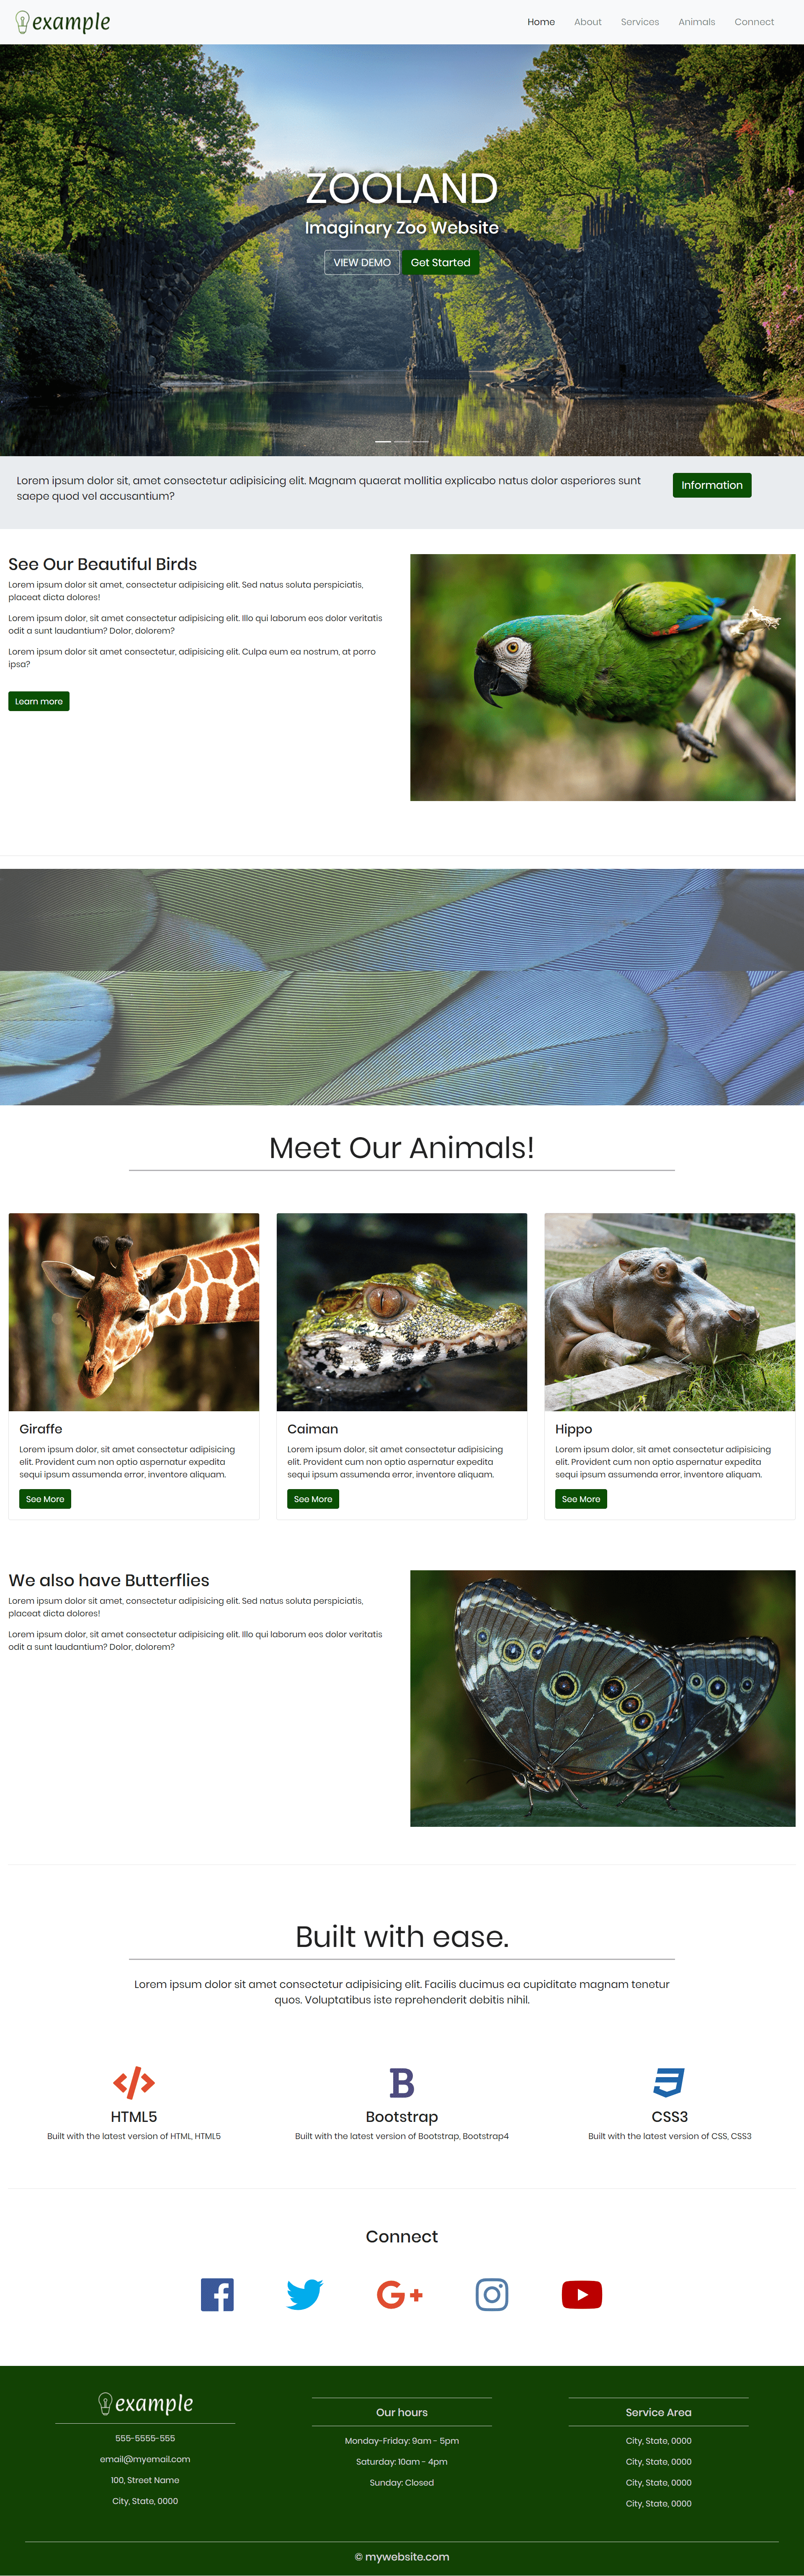 example
Home About Services Animals Connect
ZOOLAND
Imaginary Zoo Website
VIEW DEMO Get Started
Lorem ipsum dolor sit, amet consectetur adipisicing elit. Magnam quaerat mollitia explicabo natus dolor asperiores sunt
saepe quod vel accusantium?
Information
See Our Beautiful Birds
Lorem ipsum dolor sit amet, consectetur adipisicing elit. Sed natus soluta perspiciatis,
placeat dicta dolores!
Lorem ipsum dolor, sit amet consectetur adipisicing elit. Illo qui laborum eos dolor veritatis
odit a sunt laudantium? Dolor, dolorem?
Lorem ipsum dolor sit amet consectetur, adipisicing elit. Culpa eum ea nostrum, at porro
ipsa?
Learn more
Meet Our Animals!
Giraffe
Lorem ipsum dolor, sit amet consectetur adipisicing
elit. Provident cum non optio aspernatur expedita
sequi ipsum assumenda error, inventore aliquam.
See More
Caiman
Lorem ipsum dolor, sit amet consectetur adipisicing
elit. Provident cum non optio aspernatur expedita
sequi ipsum assumenda error, inventore aliquam.
See More
Hippo
Lorem ipsum dolor, sit amet consectetur adipisicing
elit. Provident cum non optio aspernatur expedita
sequi ipsum assumenda error, inventore aliquam.
See More
We also have Butterflies
Lorem ipsum dolor sit amet, consectetur adipisicing elit. Sed natus soluta perspiciatis,
placeat dicta dolores!
Lorem ipsum dolor, sit amet consectetur adipisicing elit. Illo qui laborum eos dolor veritatis
odit a sunt laudantium? Dolor, dolorem?
Built with ease.
Lorem ipsum dolor sit amet consectetur adipisicing elit. Facilis ducimus ea cupiditate magnam tenetur
quos. Voluptatibus iste reprehenderit debitis nihil.
HTML5
Built with the latest version of HTML, HTML5
Bootstrap
Built with the latest version of Bootstrap, Bootstrap4
CSS3
Built with the latest version of CSS, CSS3
Connect
example
555-5555-555
email@myemail.com
100, Street Name
City, State, 0000
Our hours
Monday-Friday: 9am - 5pm
Saturday: 10am - 4pm
Sunday: Closed
Service Area
City, State, 0000
City, State, 0000
City, State, 0000
City, State, 0000
© mywebsite.com